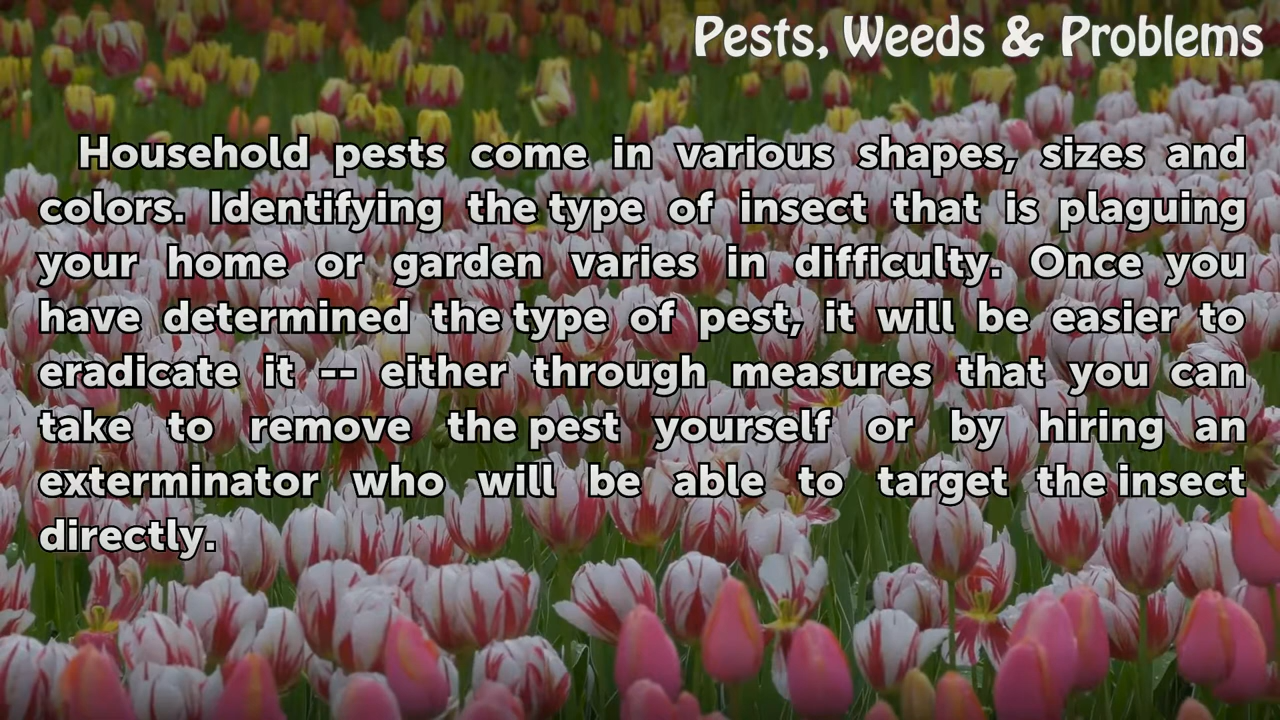 Pests, Weeds & Problems
Household pests come in various shapes, sizes and
colors. Identifying the type of insect that is plaguing
your home or garden varies in difficulty. Once you
have determined the type of pest, it will be easier to
eradicate it -- either through measures that you can
take to remove the pest yourself or by hiring an
exterminator who will be able to target the insect
directly.